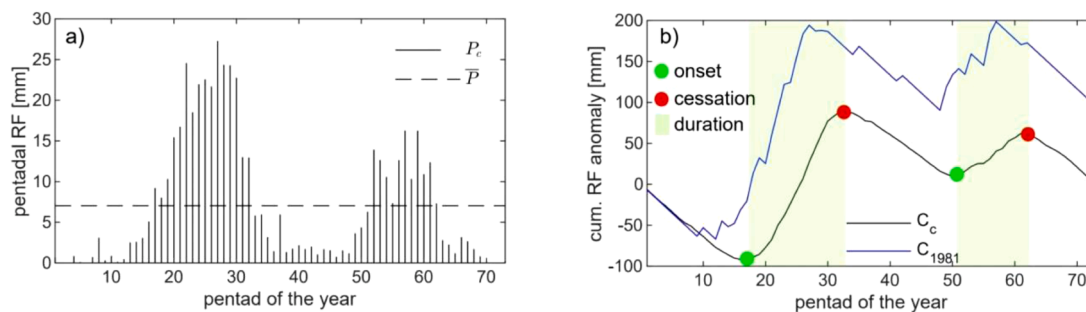 a)
pentadal RF [mm]
30
25
20
15
10
5
0
P_c
P̅
10 20 30 40 50 60 70
pentad of the year
b)
cum. RF anomaly [mm]
200
150
100
50
0
-50
-100
onset
cessation
duration
C_c
C_1981
10 20 30 40 50 60 70
pentad of the year